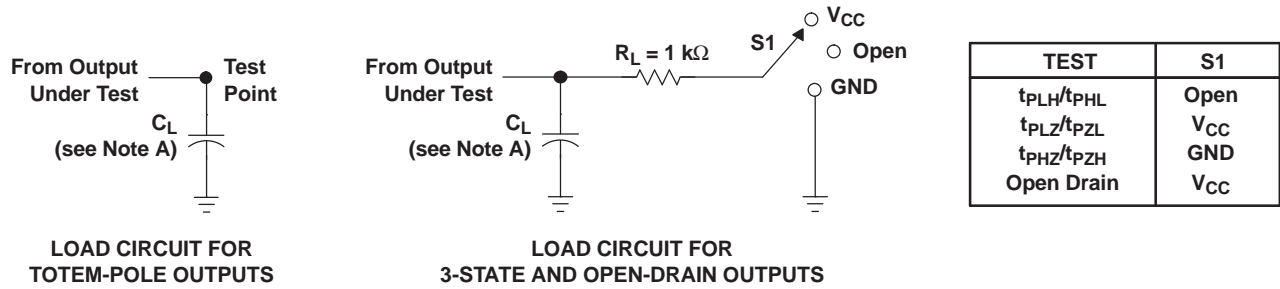 From Output
Under Test
Test
Point
CL
(see Note A)
LOAD CIRCUIT FOR
TOTEM-POLE OUTPUTS
From Output
Under Test
RL = 1 kΩ
S1
VCC
Open
GND
CL
(see Note A)
LOAD CIRCUIT FOR
3-STATE AND OPEN-DRAIN OUTPUTS
TEST S1
tPLH/tPHL Open
tPLZ/tPZL VCC
tPHZ/tPZH GND
Open Drain VCC